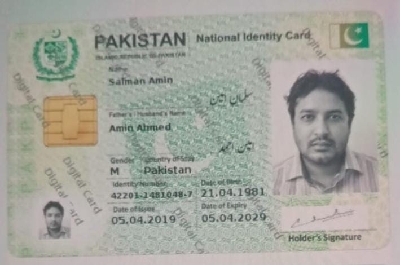 PAKISTAN National Identity Card
ISLAMIC REPUBLIC OF PAKISTAN
Name
Salman Amin
سلمان امین
Father's / Husband's Name
Amin Ahmed
امین احمد
Gender Country of Stay
M Pakistan
Identity Number Date of Birth
42201-1481048-7 21.04.1981
Date of Issue Date of Expiry
05.04.2019 05.04.2029
Holder's Signature
Digital Card
Digital Card
Digital Card
Digital Card
Digital Card